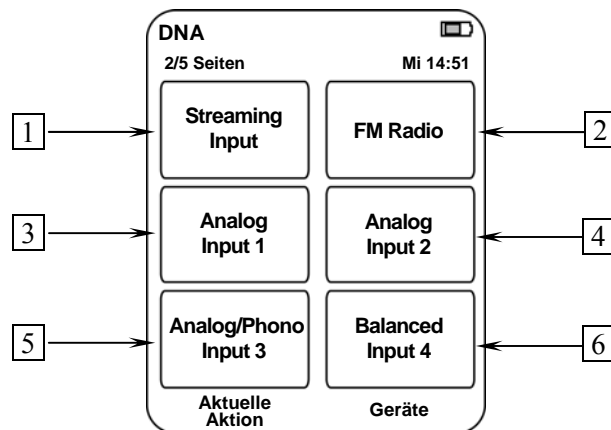 DNA
2/5 Seiten Mi 14:51
1
Streaming
Input
FM Radio
2
3
Analog
Input 1
Analog
Input 2
4
5
Analog/Phono
Input 3
Balanced
Input 4
6
Aktuelle
Aktion
Geräte